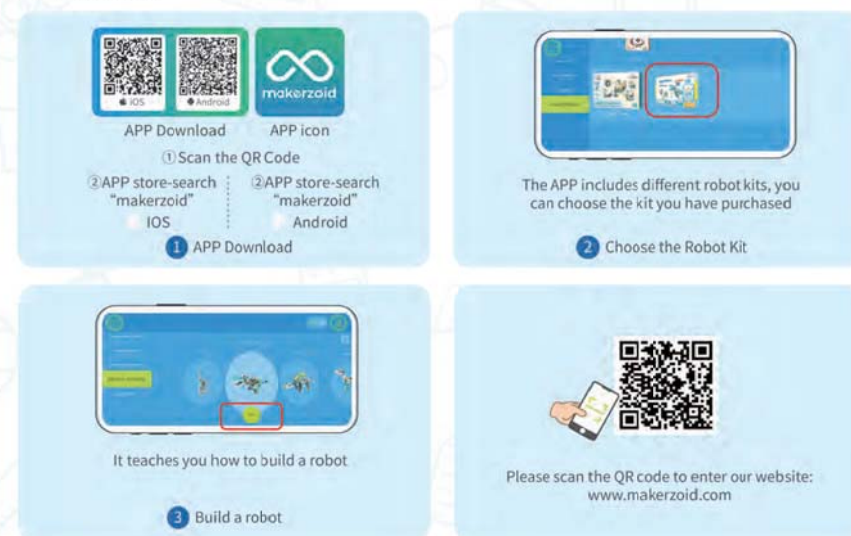 iOS
Android
makerzoid
APP Download
APP icon
①Scan the QR Code
②APP store-search
"makerzoid"
IOS
②APP store-search
"makerzoid"
Android
1 APP Download
The APP includes different robot kits, you
can choose the kit you have purchased
2 Choose the Robot Kit
It teaches you how to build a robot
3 Build a robot
Please scan the QR code to enter our website:
www.makerzoid.com